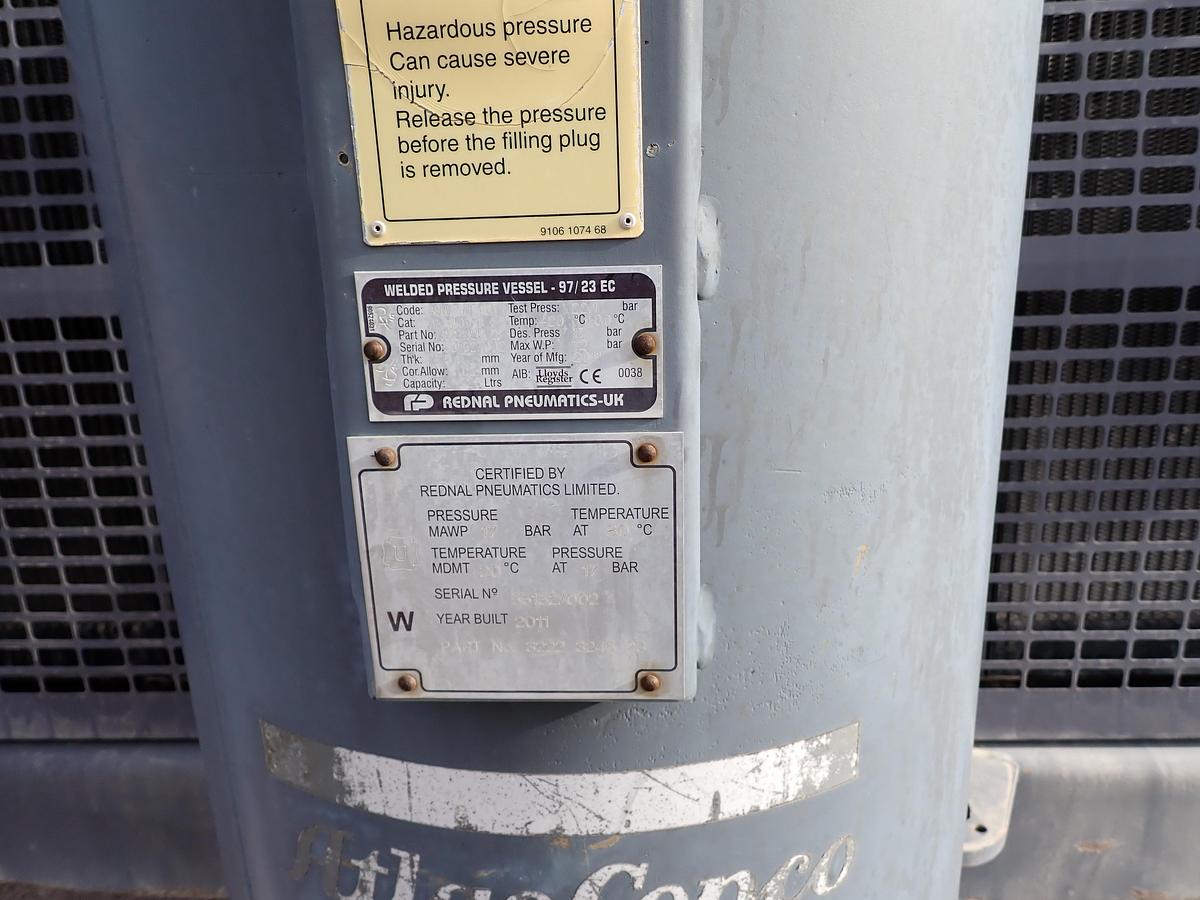 Hazardous pressure
Can cause severe
injury.
Release the pressure
before the filling plug
is removed.
9106 1074 68
WELDED PRESSURE VESSEL - 97/23 EC
Code: Test Press: bar
Cat: Temp: °C °C
Part No: Des. Press bar
Serial No: Max W.P: bar
Th'k: mm Year of Mfg:
Cor.Allow: mm AIB: Lloyds Register CE 0038
Capacity: Ltrs
REDNAL PNEUMATICS-UK
CERTIFIED BY
REDNAL PNEUMATICS LIMITED.
PRESSURE TEMPERATURE
MAWP 17 BAR AT °C
TEMPERATURE PRESSURE
MDMT °C AT 17 BAR
SERIAL Nº
W YEAR BUILT 2011
PART No. 3222
Atlas Copco